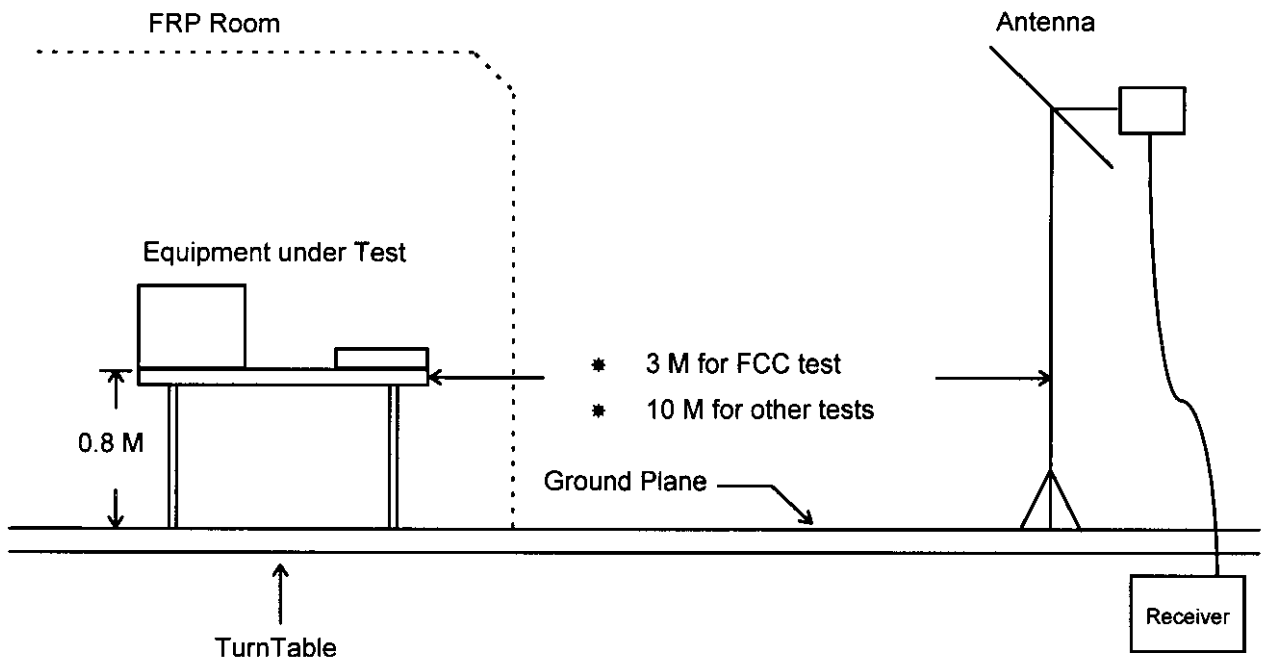 FRP Room
Antenna
Equipment under Test
* 3 M for FCC test
* 10 M for other tests
0.8 M
Ground Plane
Receiver
TurnTable